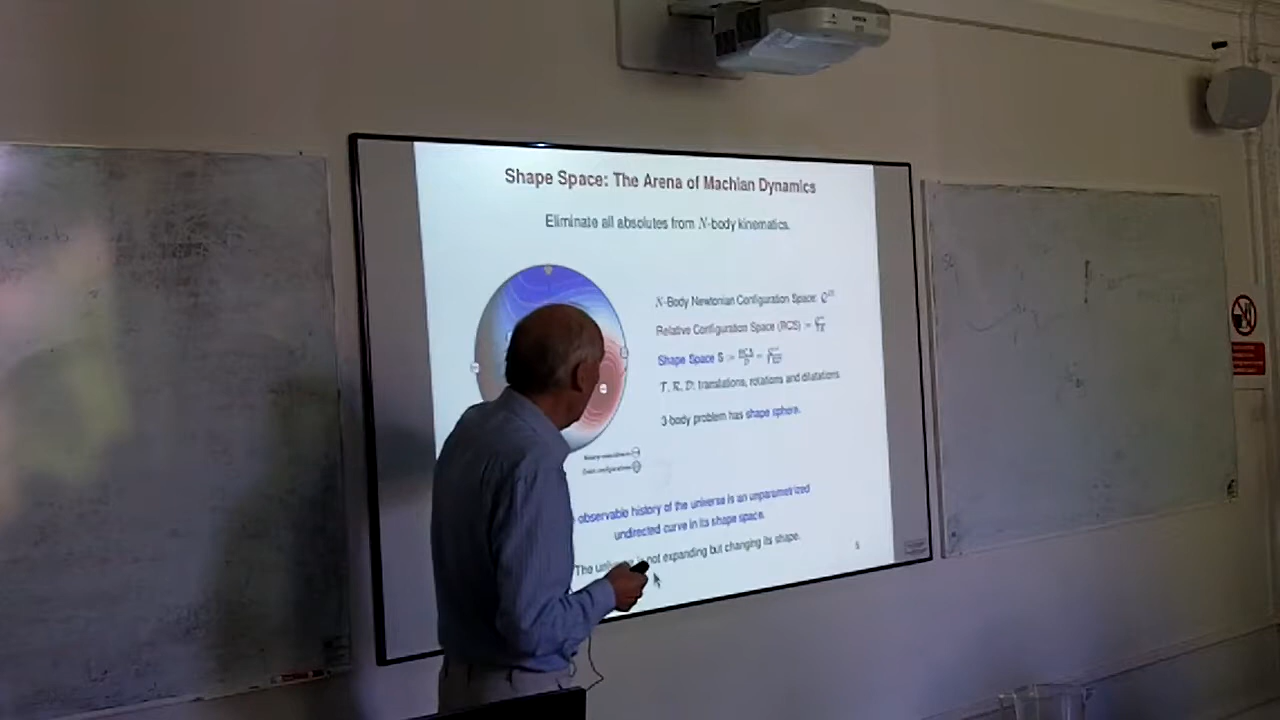 Shape Space: The Arena of Machian Dynamics
Eliminate all absolutes from N-body kinematics.
N-Body Newtonian Configuration Space:
Relative Configuration Space (RCS) :=
Shape Space S :=
T, R, D: translations, rotations and dilatations
3-body problem has shape sphere.
observable history of the universe is an unparametrized
undirected curve in its shape space.
The universe is not expanding but changing its shape.